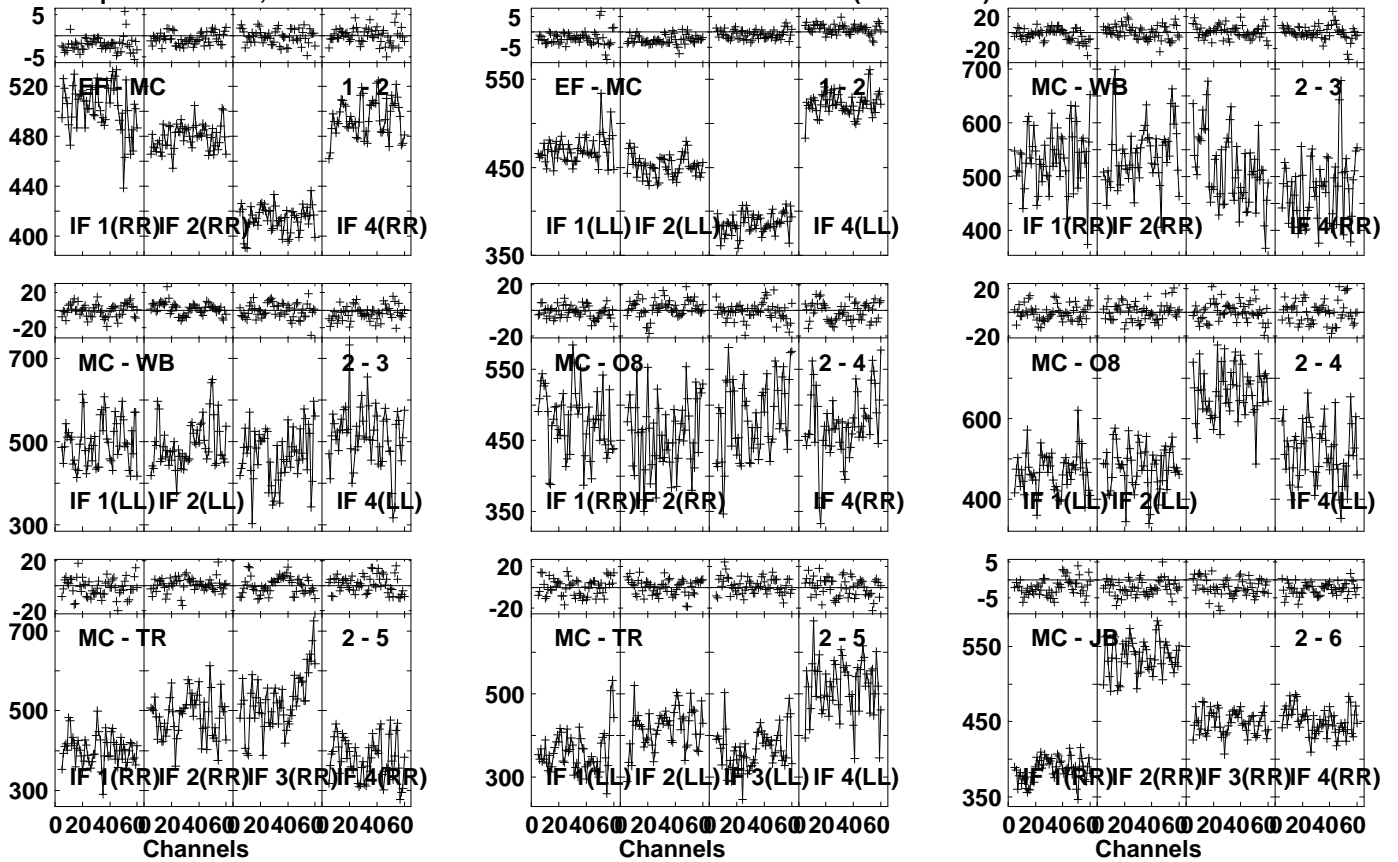 5
-5
520
480
440
400
EF - MC
1 - 2
IF 1(RR)
IF 2(RR)
IF 4(RR)
5
-5
550
450
350
EF - MC
1 - 2
IF 1(LL)
IF 2(LL)
IF 4(LL)
20
-20
700
600
500
400
MC - WB
2 - 3
IF 1(RR)
IF 2(RR)
IF 4(RR)
20
-20
700
500
300
MC - WB
2 - 3
IF 1(LL)
IF 2(LL)
IF 4(LL)
20
-20
550
450
350
MC - O8
2 - 4
IF 1(RR)
IF 2(RR)
IF 4(RR)
20
-20
600
400
MC - O8
2 - 4
IF 1(LL)
IF 2(LL)
IF 4(LL)
20
-20
700
500
300
MC - TR
2 - 5
IF 1(RR)
IF 2(RR)
IF 3(RR)
IF 4(RR)
0 204060 0 204060 0 204060 0 204060
Channels
20
-20
500
300
MC - TR
2 - 5
IF 1(LL)
IF 2(LL)
IF 3(LL)
IF 4(LL)
0 204060 0 204060 0 204060 0 204060
Channels
5
-5
550
450
350
MC - JB
2 - 6
IF 1(RR)
IF 2(RR)
IF 3(RR)
IF 4(RR)
0 204060 0 204060 0 204060 0 204060
Channels